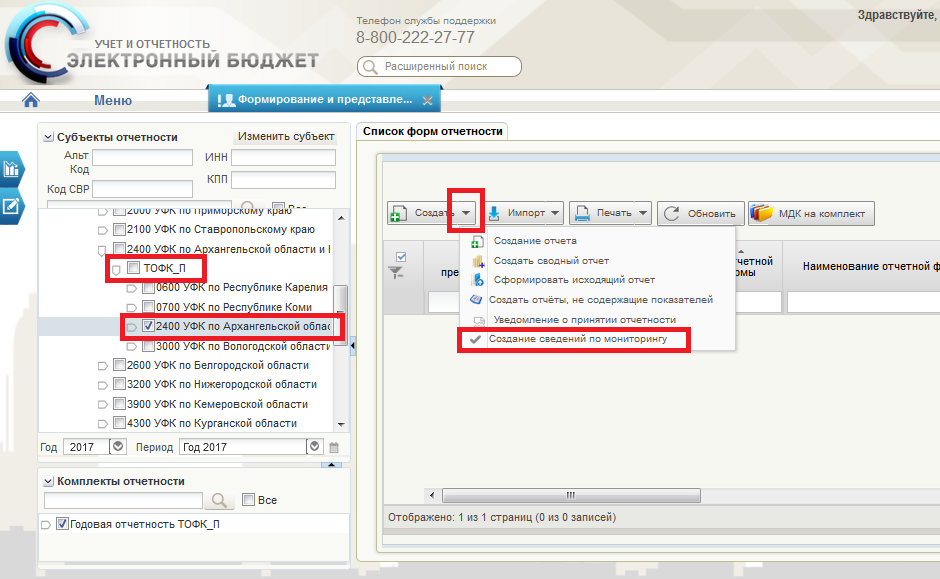 Телефон службы поддержки
8-800-222-27-77
Здравствуйте,
УЧЕТ И ОТЧЕТНОСТЬ
ЭЛЕКТРОННЫЙ БЮДЖЕТ
Расширенный поиск
Меню
Формирование и представле...
Субъекты отчетности
Изменить субъект
Альт Код
ИНН
КПП
Код СВР
Все
2000 УФК по Приморскому краю
2100 УФК по Ставропольскому краю
2400 УФК по Архангельской области и
ТОФК_П
0600 УФК по Республике Карелия
0700 УФК по Республике Коми
2400 УФК по Архангельской облас
3000 УФК по Вологодской области
2600 УФК по Белгородской области
3200 УФК по Нижегородской области
3900 УФК по Кемеровской области
4300 УФК по Курганской области
Год 2017 Период Год 2017
Комплекты отчетности
Все
Годовая отчетность ТОФК_П
Список форм отчетности
Создать Импорт Печать Обновить МДК на комплект
Создание отчета
Создать сводный отчет
Сформировать исходящий отчет
Создать отчёты, не содержащие показателей
Уведомление о принятии отчетности
Создание сведений по мониторингу
пре
четной
омы
Наименование отчетной ф
Отображено: 1 из 1 страниц (0 из 0 записей)